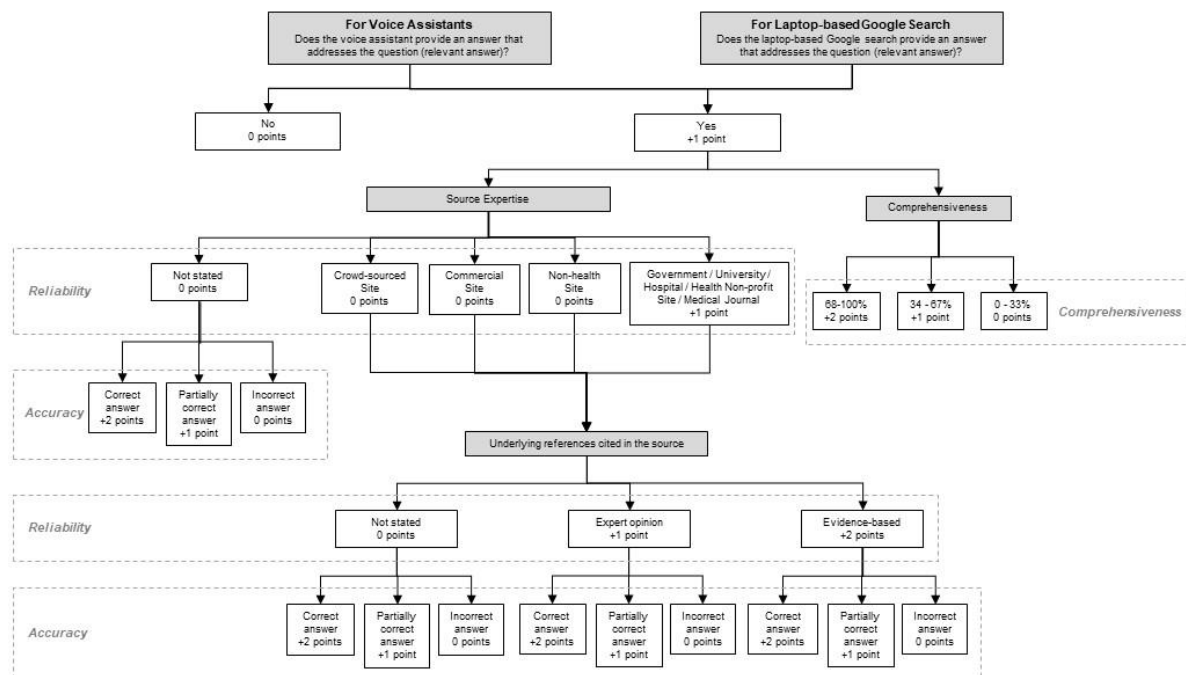 For Voice Assistants
Does the voice assistant provide an answer that
addresses the question (relevant answer)?
For Laptop-based Google Search
Does the laptop-based Google search provide an answer
that addresses the question (relevant answer)?
No
0 points
Yes
+1 point
Source Expertise
Comprehensiveness
Reliability
Not stated
0 points
Crowd-sourced
Site
0 points
Commercial
Site
0 points
Non-health
Site
0 points
Government / University /
Hospital / Health Non-profit
Site / Medical Journal
+1 point
68-100%
+2 points
34 - 67%
+1 point
0 - 33%
0 points
Comprehensiveness
Accuracy
Correct
answer
+2 points
Partially
correct
answer
+1 point
Incorrect
answer
0 points
Underlying references cited in the source
Reliability
Not stated
0 points
Expert opinion
+1 point
Evidence-based
+2 points
Accuracy
Correct
answer
+2 points
Partially
correct
answer
+1 point
Incorrect
answer
0 points
Correct
answer
+2 points
Partially
correct
answer
+1 point
Incorrect
answer
0 points
Correct
answer
+2 points
Partially
correct
answer
+1 point
Incorrect
answer
0 points